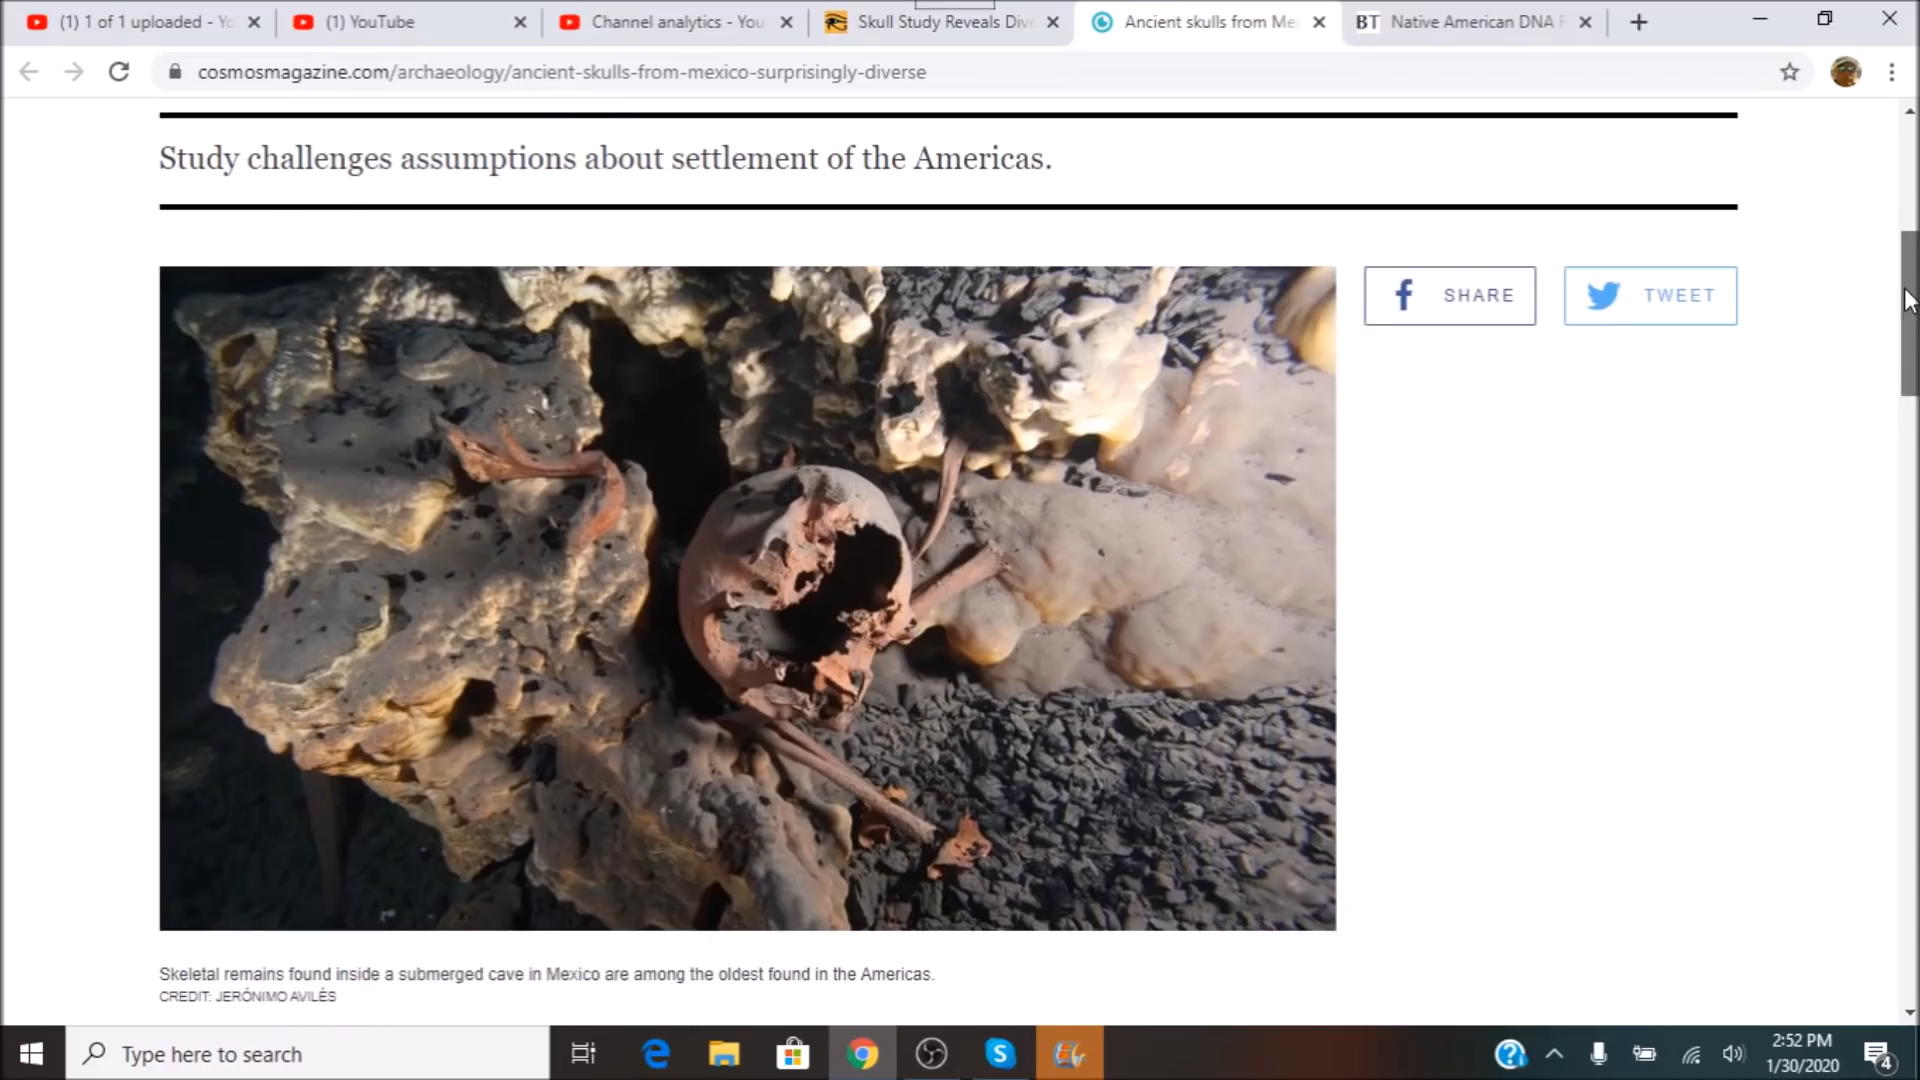 (1) 1 of 1 uploaded - Yo
(1) YouTube
Channel analytics - You
Skull Study Reveals Dive
Ancient skulls from Me
BT Native American DNA F
cosmosmagazine.com/archaeology/ancient-skulls-from-mexico-surprisingly-diverse
Study challenges assumptions about settlement of the Americas.
SHARE
TWEET
Skeletal remains found inside a submerged cave in Mexico are among the oldest found in the Americas.
CREDIT: JERÓNIMO AVILÉS
Type here to search
2:52 PM
1/30/2020
4